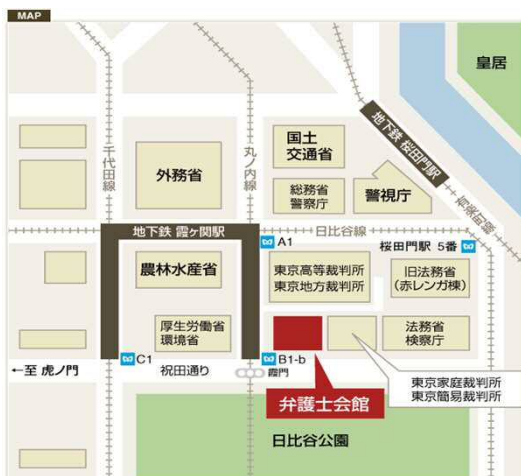 MAP
皇居
地下鉄 桜田門駅
有楽町線
国土
交通省
丸ノ内線
千代田線
外務省
総務省
警察庁
警視庁
地下鉄 霞ヶ関駅
日比谷線
A1
桜田門駅 5番
農林水産省
東京高等裁判所
東京地方裁判所
旧法務省
(赤レンガ棟)
厚生労働省
環境省
法務省
検察庁
C1
B1-b
←至 虎ノ門
祝田通り
霞門
東京家庭裁判所
東京簡易裁判所
弁護士会館
日比谷公園